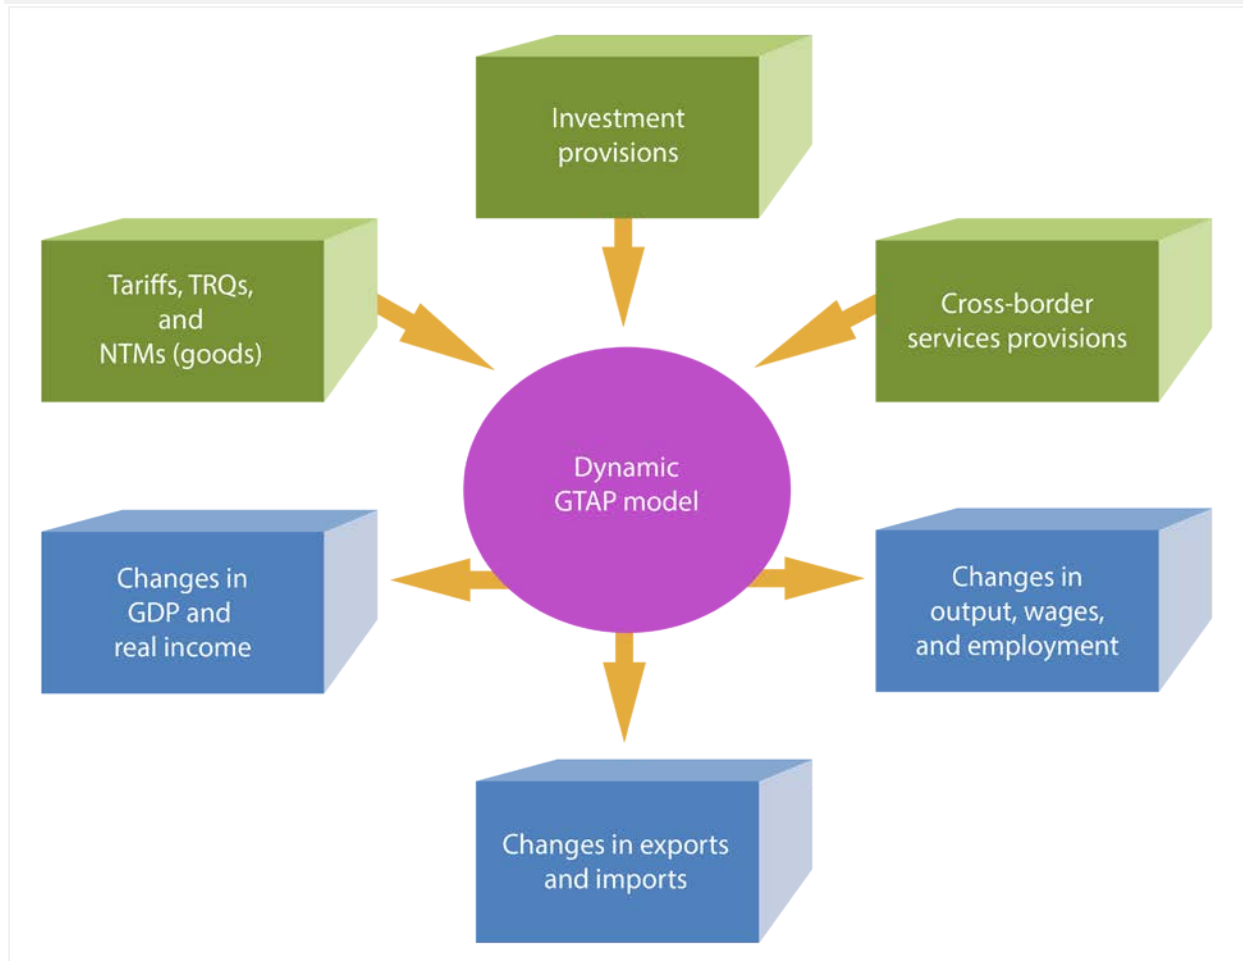 Investment
provisions
Tariffs, TRQs,
and
NTMs (goods)
Cross-border
services provisions
Dynamic
GTAP model
Changes in
GDP and
real income
Changes in
output, wages,
and employment
Changes in exports
and imports